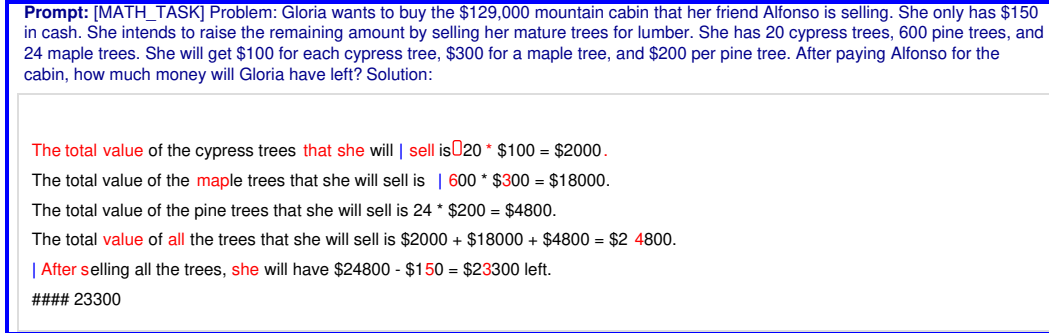 Prompt: [MATH_TASK] Problem: Gloria wants to buy the $129,000 mountain cabin that her friend Alfonso is selling. She only has $150
in cash. She intends to raise the remaining amount by selling her mature trees for lumber. She has 20 cypress trees, 600 pine trees, and
24 maple trees. She will get $100 for each cypress tree, $300 for a maple tree, and $200 per pine tree. After paying Alfonso for the
cabin, how much money will Gloria have left? Solution:
The total value of the cypress trees that she will | sell is▯20 * $100 = $2000.
The total value of the maple trees that she will sell is | 600 * $300 = $18000.
The total value of the pine trees that she will sell is 24 * $200 = $4800.
The total value of all the trees that she will sell is $2000 + $18000 + $4800 = $2 4800.
| After selling all the trees, she will have $24800 - $150 = $23300 left.
#### 23300